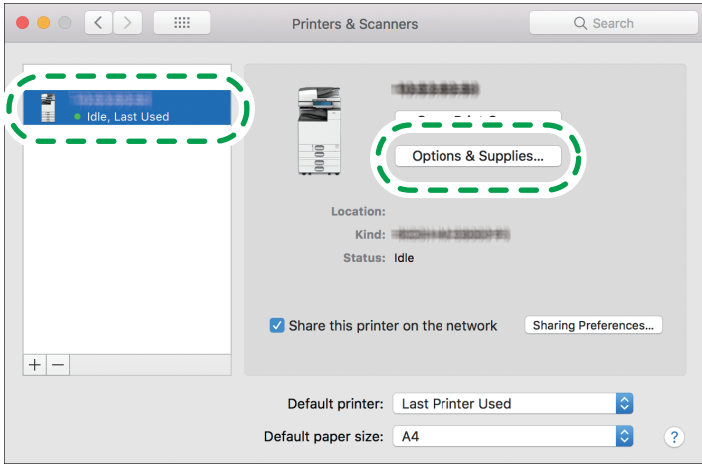 Printers & Scanners
Search
Idle, Last Used
Options & Supplies...
Location:
Kind:
Status: Idle
Share this printer on the network
Sharing Preferences...
+ −
Default printer: Last Printer Used
Default paper size: A4
?